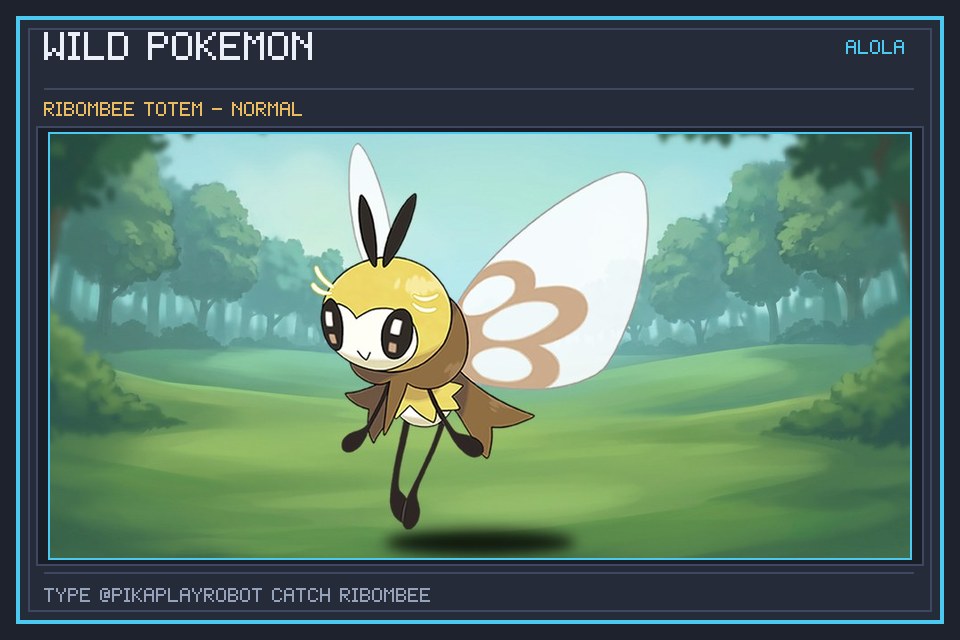 WILD POKEMON
ALOLA
RIBOMBEE TOTEM - NORMAL
TYPE @PIKAPLAYROBOT CATCH RIBOMBEE